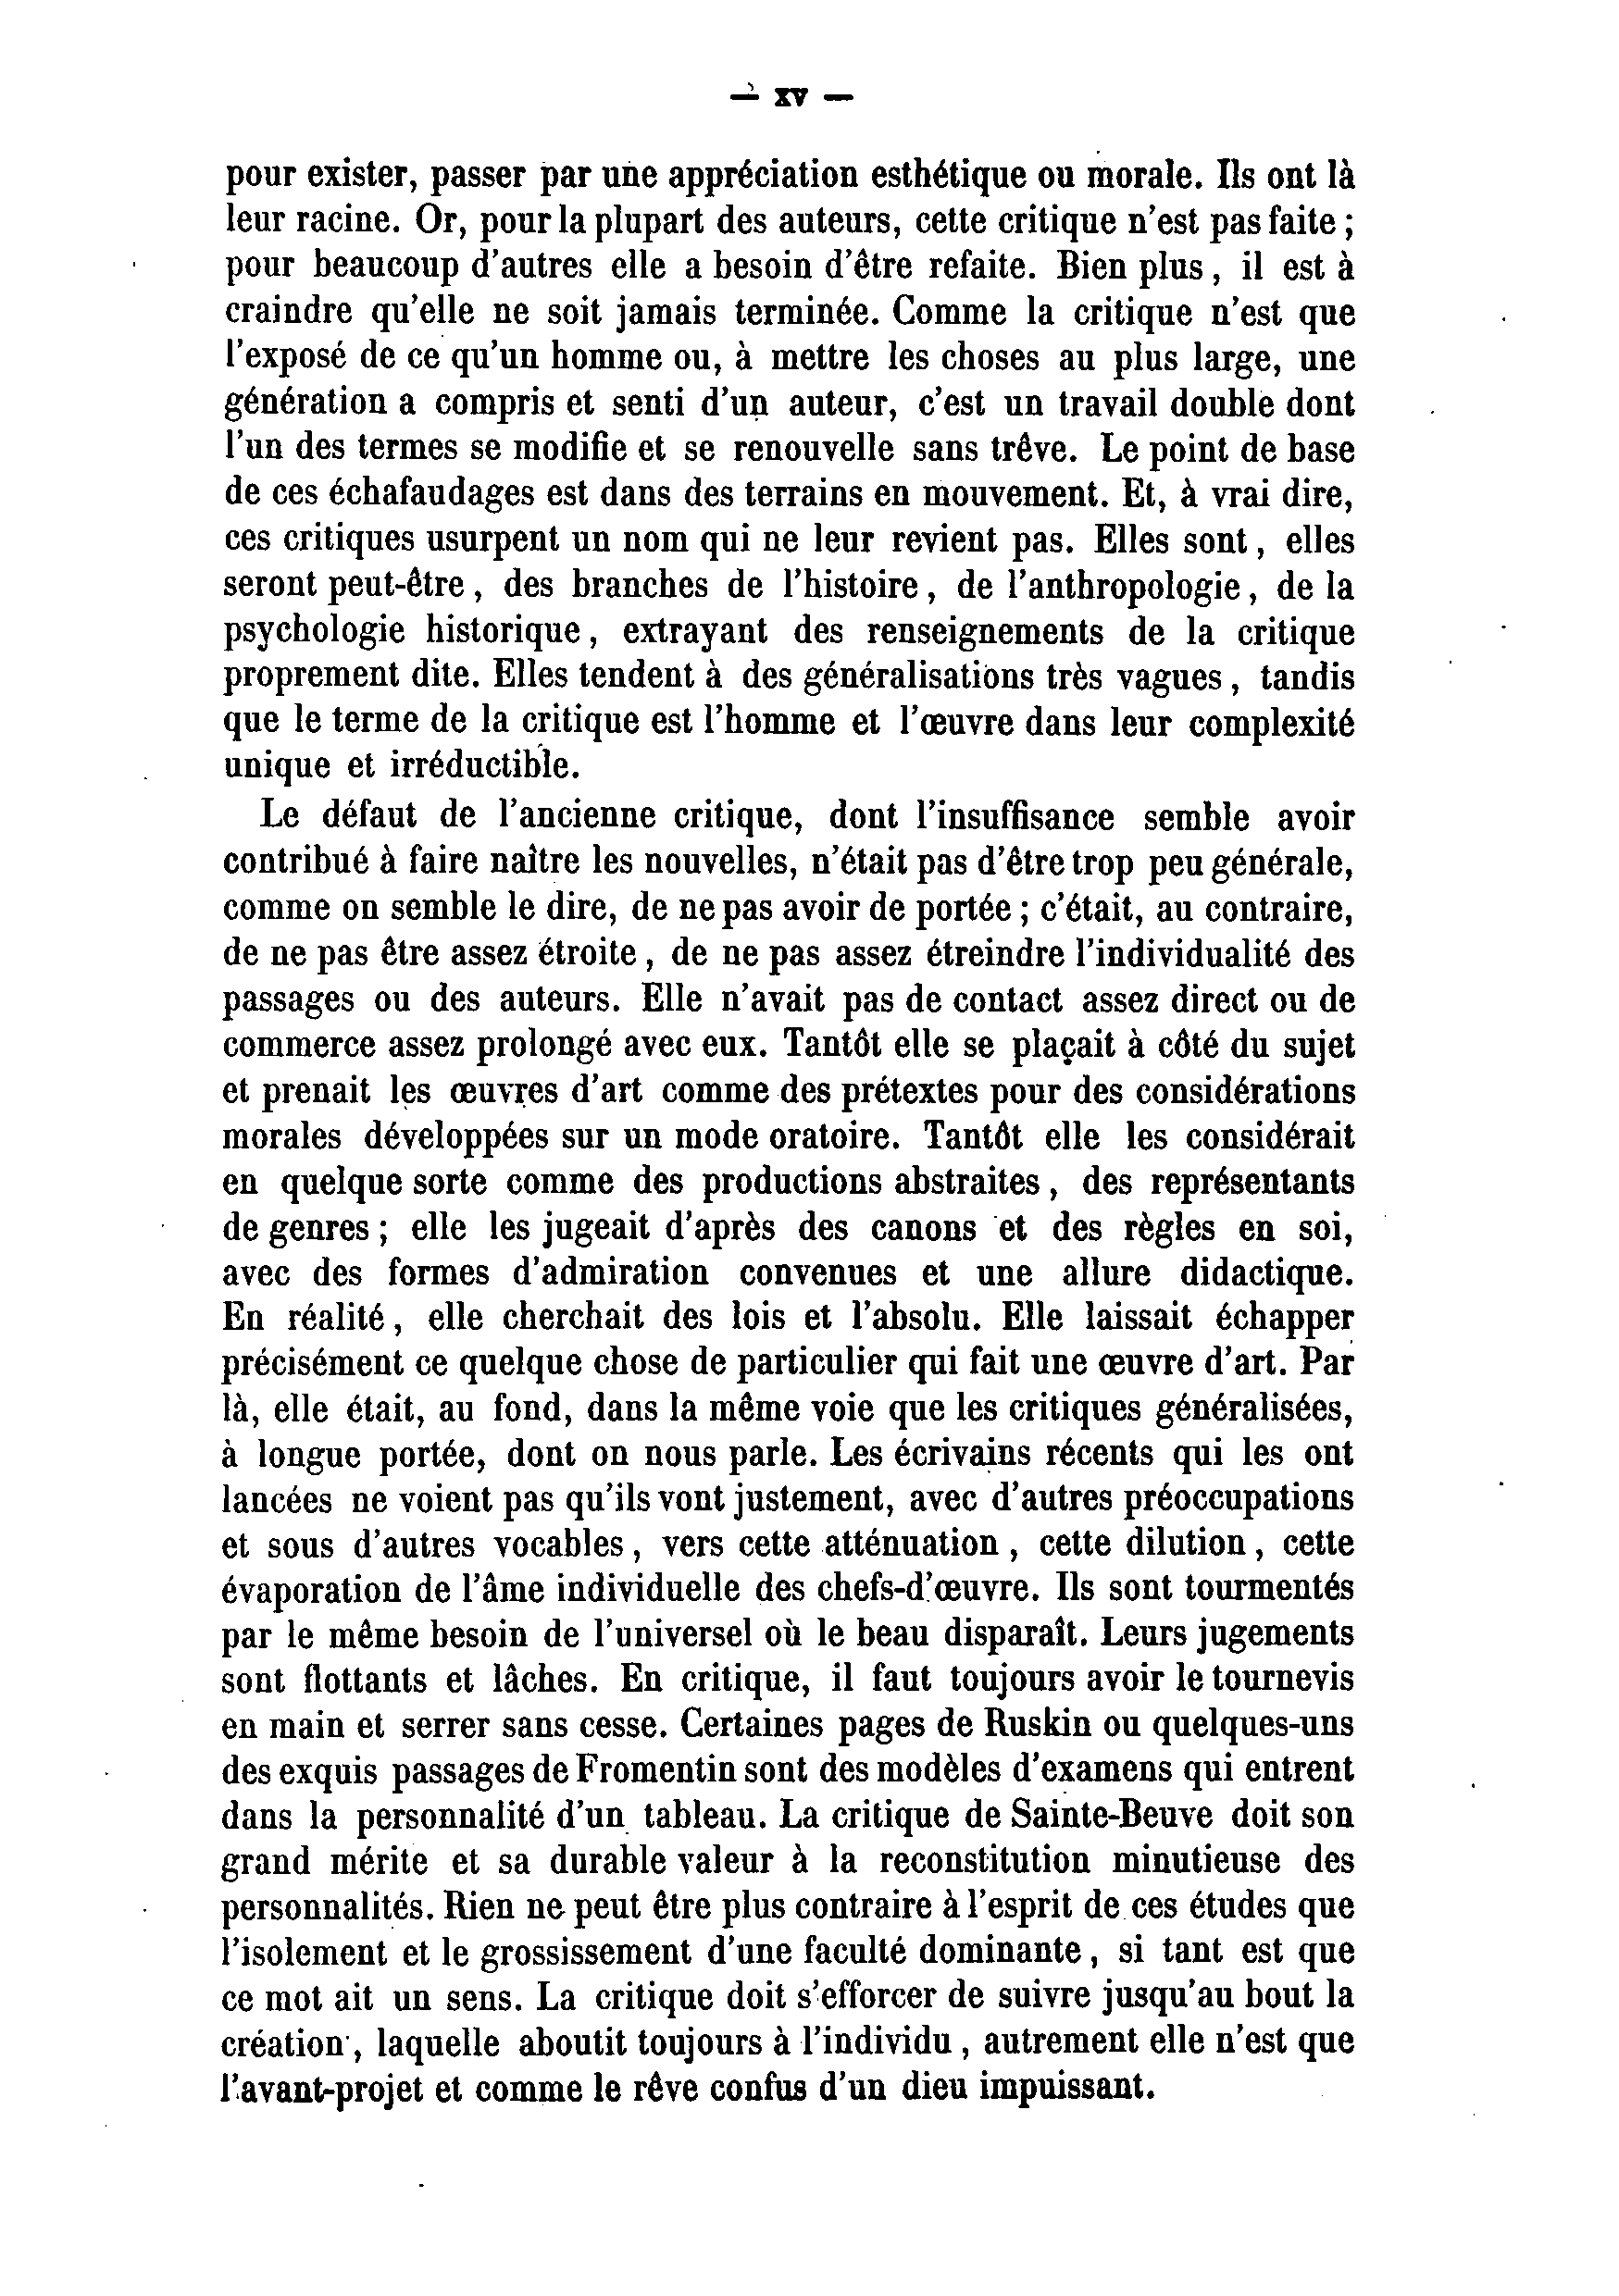 — xv —
pour exister, passer par une appréciation esthétique ou morale. Ils ont là
leur racine. Or, pour la plupart des auteurs, cette critique n'est pas faite ;
pour beaucoup d'autres elle a besoin d'être refaite. Bien plus, il est à
craindre qu'elle ne soit jamais terminée. Comme la critique n'est que
l'exposé de ce qu'un homme ou, à mettre les choses au plus large, une
génération a compris et senti d'un auteur, c'est un travail double dont
l'un des termes se modifie et se renouvelle sans trêve. Le point de base
de ces échafaudages est dans des terrains en mouvement. Et, à vrai dire,
ces critiques usurpent un nom qui ne leur revient pas. Elles sont, elles
seront peut-être, des branches de l'histoire, de l'anthropologie, de la
psychologie historique, extrayant des renseignements de la critique
proprement dite. Elles tendent à des généralisations très vagues, tandis
que le terme de la critique est l'homme et l'œuvre dans leur complexité
unique et irréductible.
Le défaut de l'ancienne critique, dont l'insuffisance semble avoir
contribué à faire naître les nouvelles, n'était pas d'être trop peu générale,
comme on semble le dire, de ne pas avoir de portée ; c'était, au contraire,
de ne pas être assez étroite, de ne pas assez étreindre l'individualité des
passages ou des auteurs. Elle n'avait pas de contact assez direct ou de
commerce assez prolongé avec eux. Tantôt elle se plaçait à côté du sujet
et prenait les œuvres d'art comme des prétextes pour des considérations
morales développées sur un mode oratoire. Tantôt elle les considérait
en quelque sorte comme des productions abstraites, des représentants
de genres ; elle les jugeait d'après des canons et des règles en soi,
avec des formes d'admiration convenues et une allure didactique.
En réalité, elle cherchait des lois et l'absolu. Elle laissait échapper
précisément ce quelque chose de particulier qui fait une œuvre d'art. Par
là, elle était, au fond, dans la même voie que les critiques généralisées,
à longue portée, dont on nous parle. Les écrivains récents qui les ont
lancées ne voient pas qu'ils vont justement, avec d'autres préoccupations
et sous d'autres vocables, vers cette atténuation, cette dilution, cette
évaporation de l'âme individuelle des chefs-d'œuvre. Ils sont tourmentés
par le même besoin de l'universel où le beau disparaît. Leurs jugements
sont flottants et lâches. En critique, il faut toujours avoir le tournevis
en main et serrer sans cesse. Certaines pages de Ruskin ou quelques-uns
des exquis passages de Fromentin sont des modèles d'examens qui entrent
dans la personnalité d'un tableau. La critique de Sainte-Beuve doit son
grand mérite et sa durable valeur à la reconstitution minutieuse des
personnalités. Rien ne peut être plus contraire à l'esprit de ces études que
l'isolement et le grossissement d'une faculté dominante, si tant est que
ce mot ait un sens. La critique doit s'efforcer de suivre jusqu'au bout la
création, laquelle aboutit toujours à l'individu, autrement elle n'est que
l'avant-projet et comme le rêve confus d'un dieu impuissant.